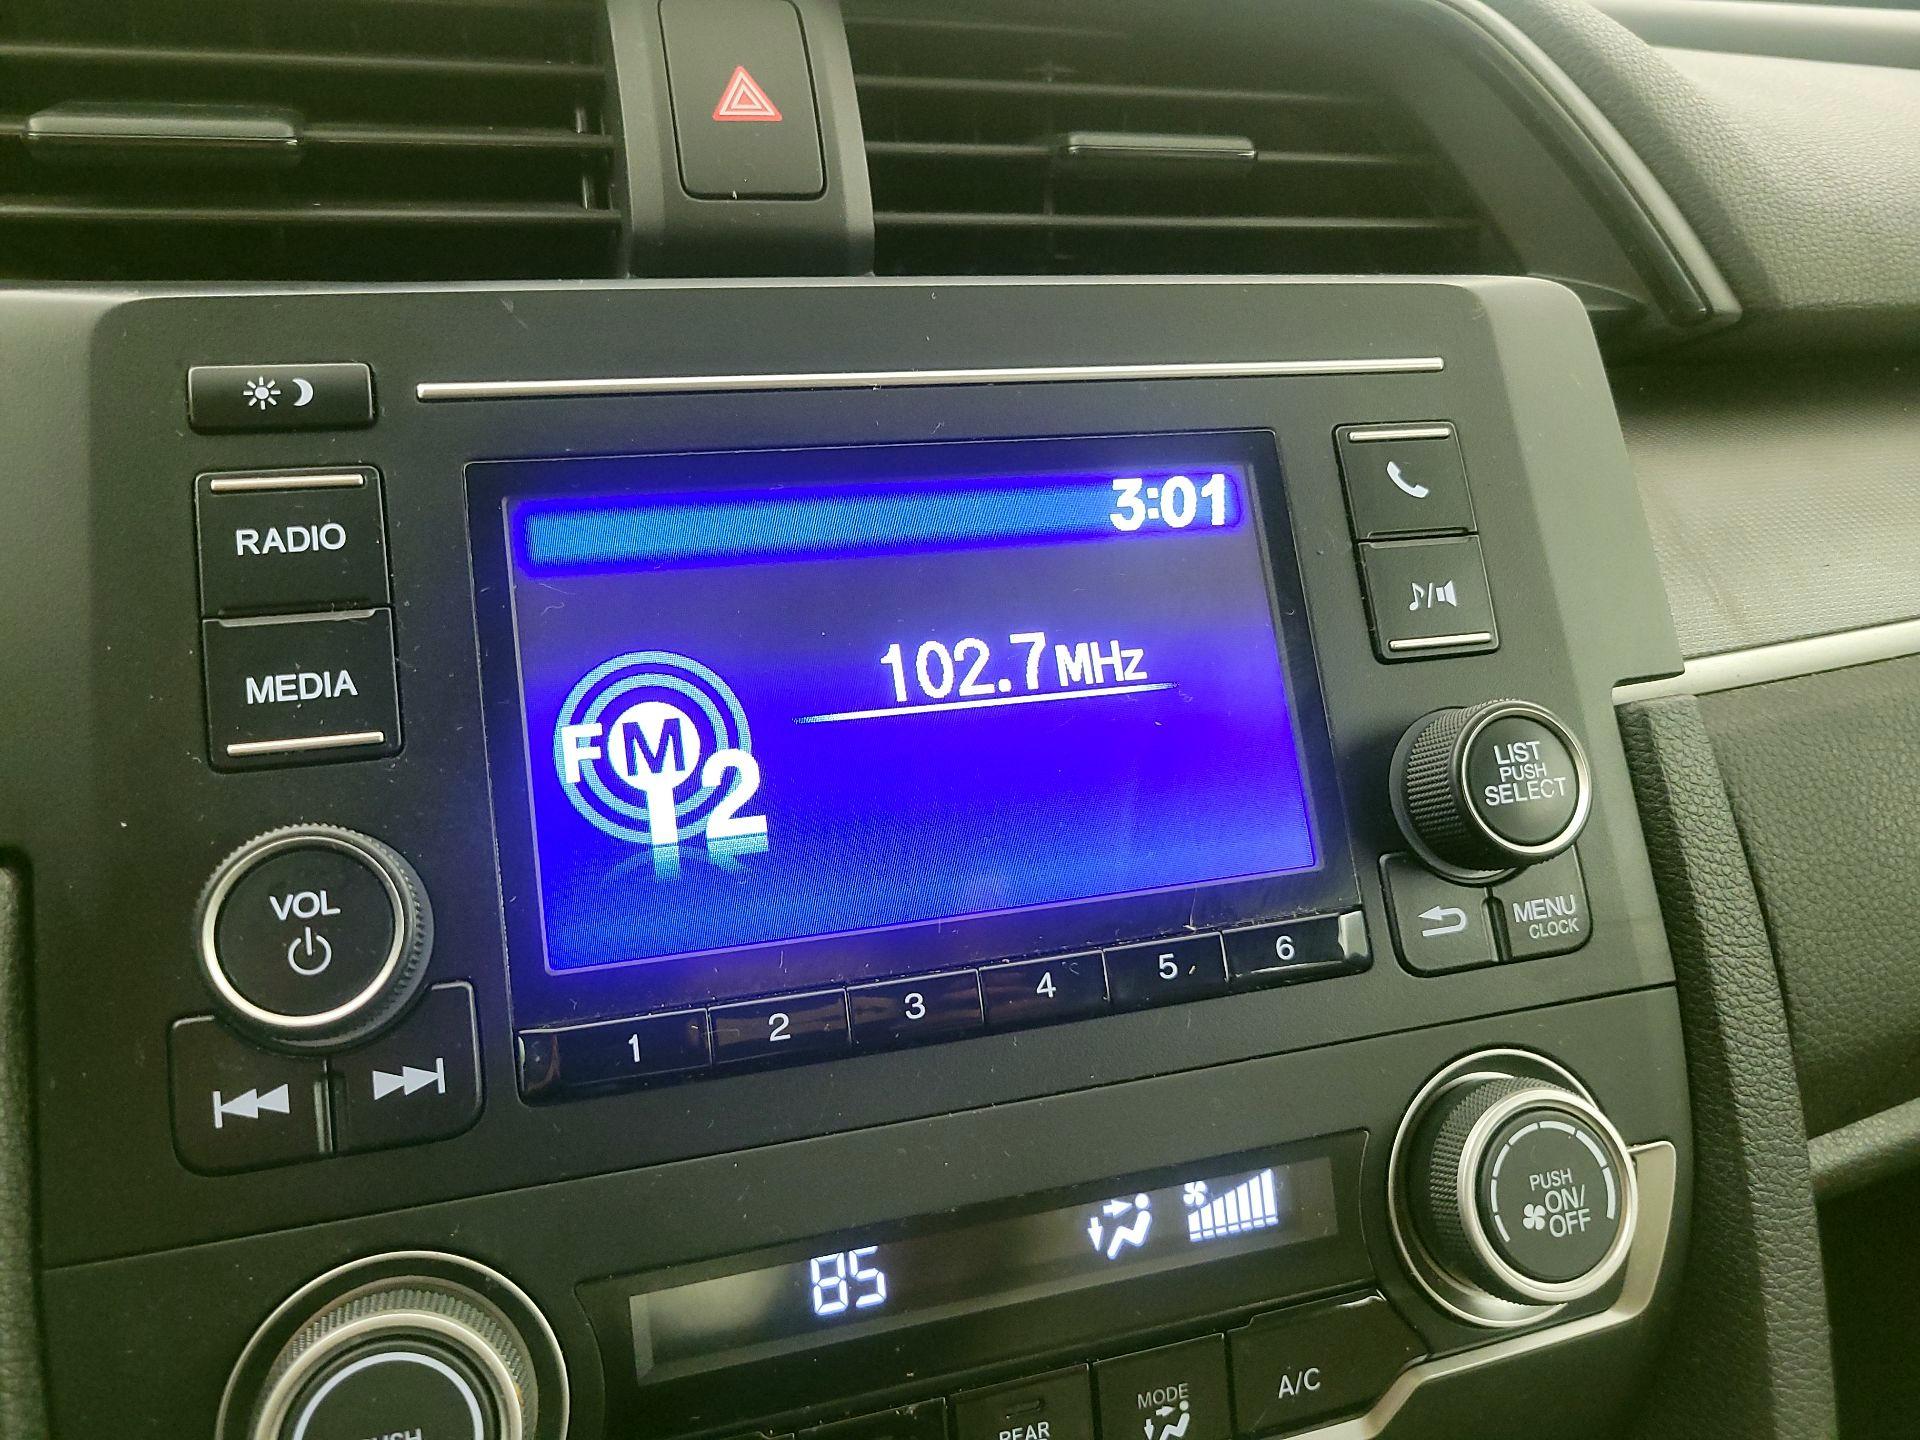 RADIO
MEDIA
VOL
3:01
102.7MHz
FM
2
1 2 3 4 5 6
LIST
PUSH
SELECT
MENU
CLOCK
85
PUSH
ON/
OFF
A/C
MODE
REAR
PUSH